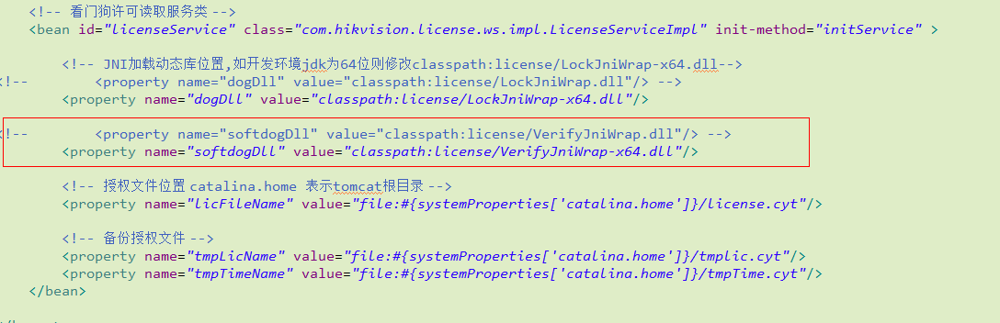 <!-- 看门狗许可读取服务类 -->
<bean id="licenseService" class="com.hikvision.license.ws.impl.LicenseServiceImpl" init-method="initService" >
<!-- JNI加载动态库位置,如开发环境jdk为64位则修改classpath:license/LockJniWrap-x64.dll-->
<!-- <property name="dogDll" value="classpath:license/LockJniWrap.dll"/> -->
<property name="dogDll" value="classpath:license/LockJniWrap-x64.dll"/>
!-- <property name="softdogDll" value="classpath:license/VerifyJniWrap.dll"/> -->
<property name="softdogDll" value="classpath:license/VerifyJniWrap-x64.dll"/>
<!-- 授权文件位置 catalina.home 表示tomcat根目录 -->
<property name="licFileName" value="file:#{systemProperties['catalina.home']}/license.cyt"/>
<!-- 备份授权文件 -->
<property name="tmpLicName" value="file:#{systemProperties['catalina.home']}/tmplic.cyt"/>
<property name="tmpTimeName" value="file:#{systemProperties['catalina.home']}/tmpTime.cyt"/>
</bean>